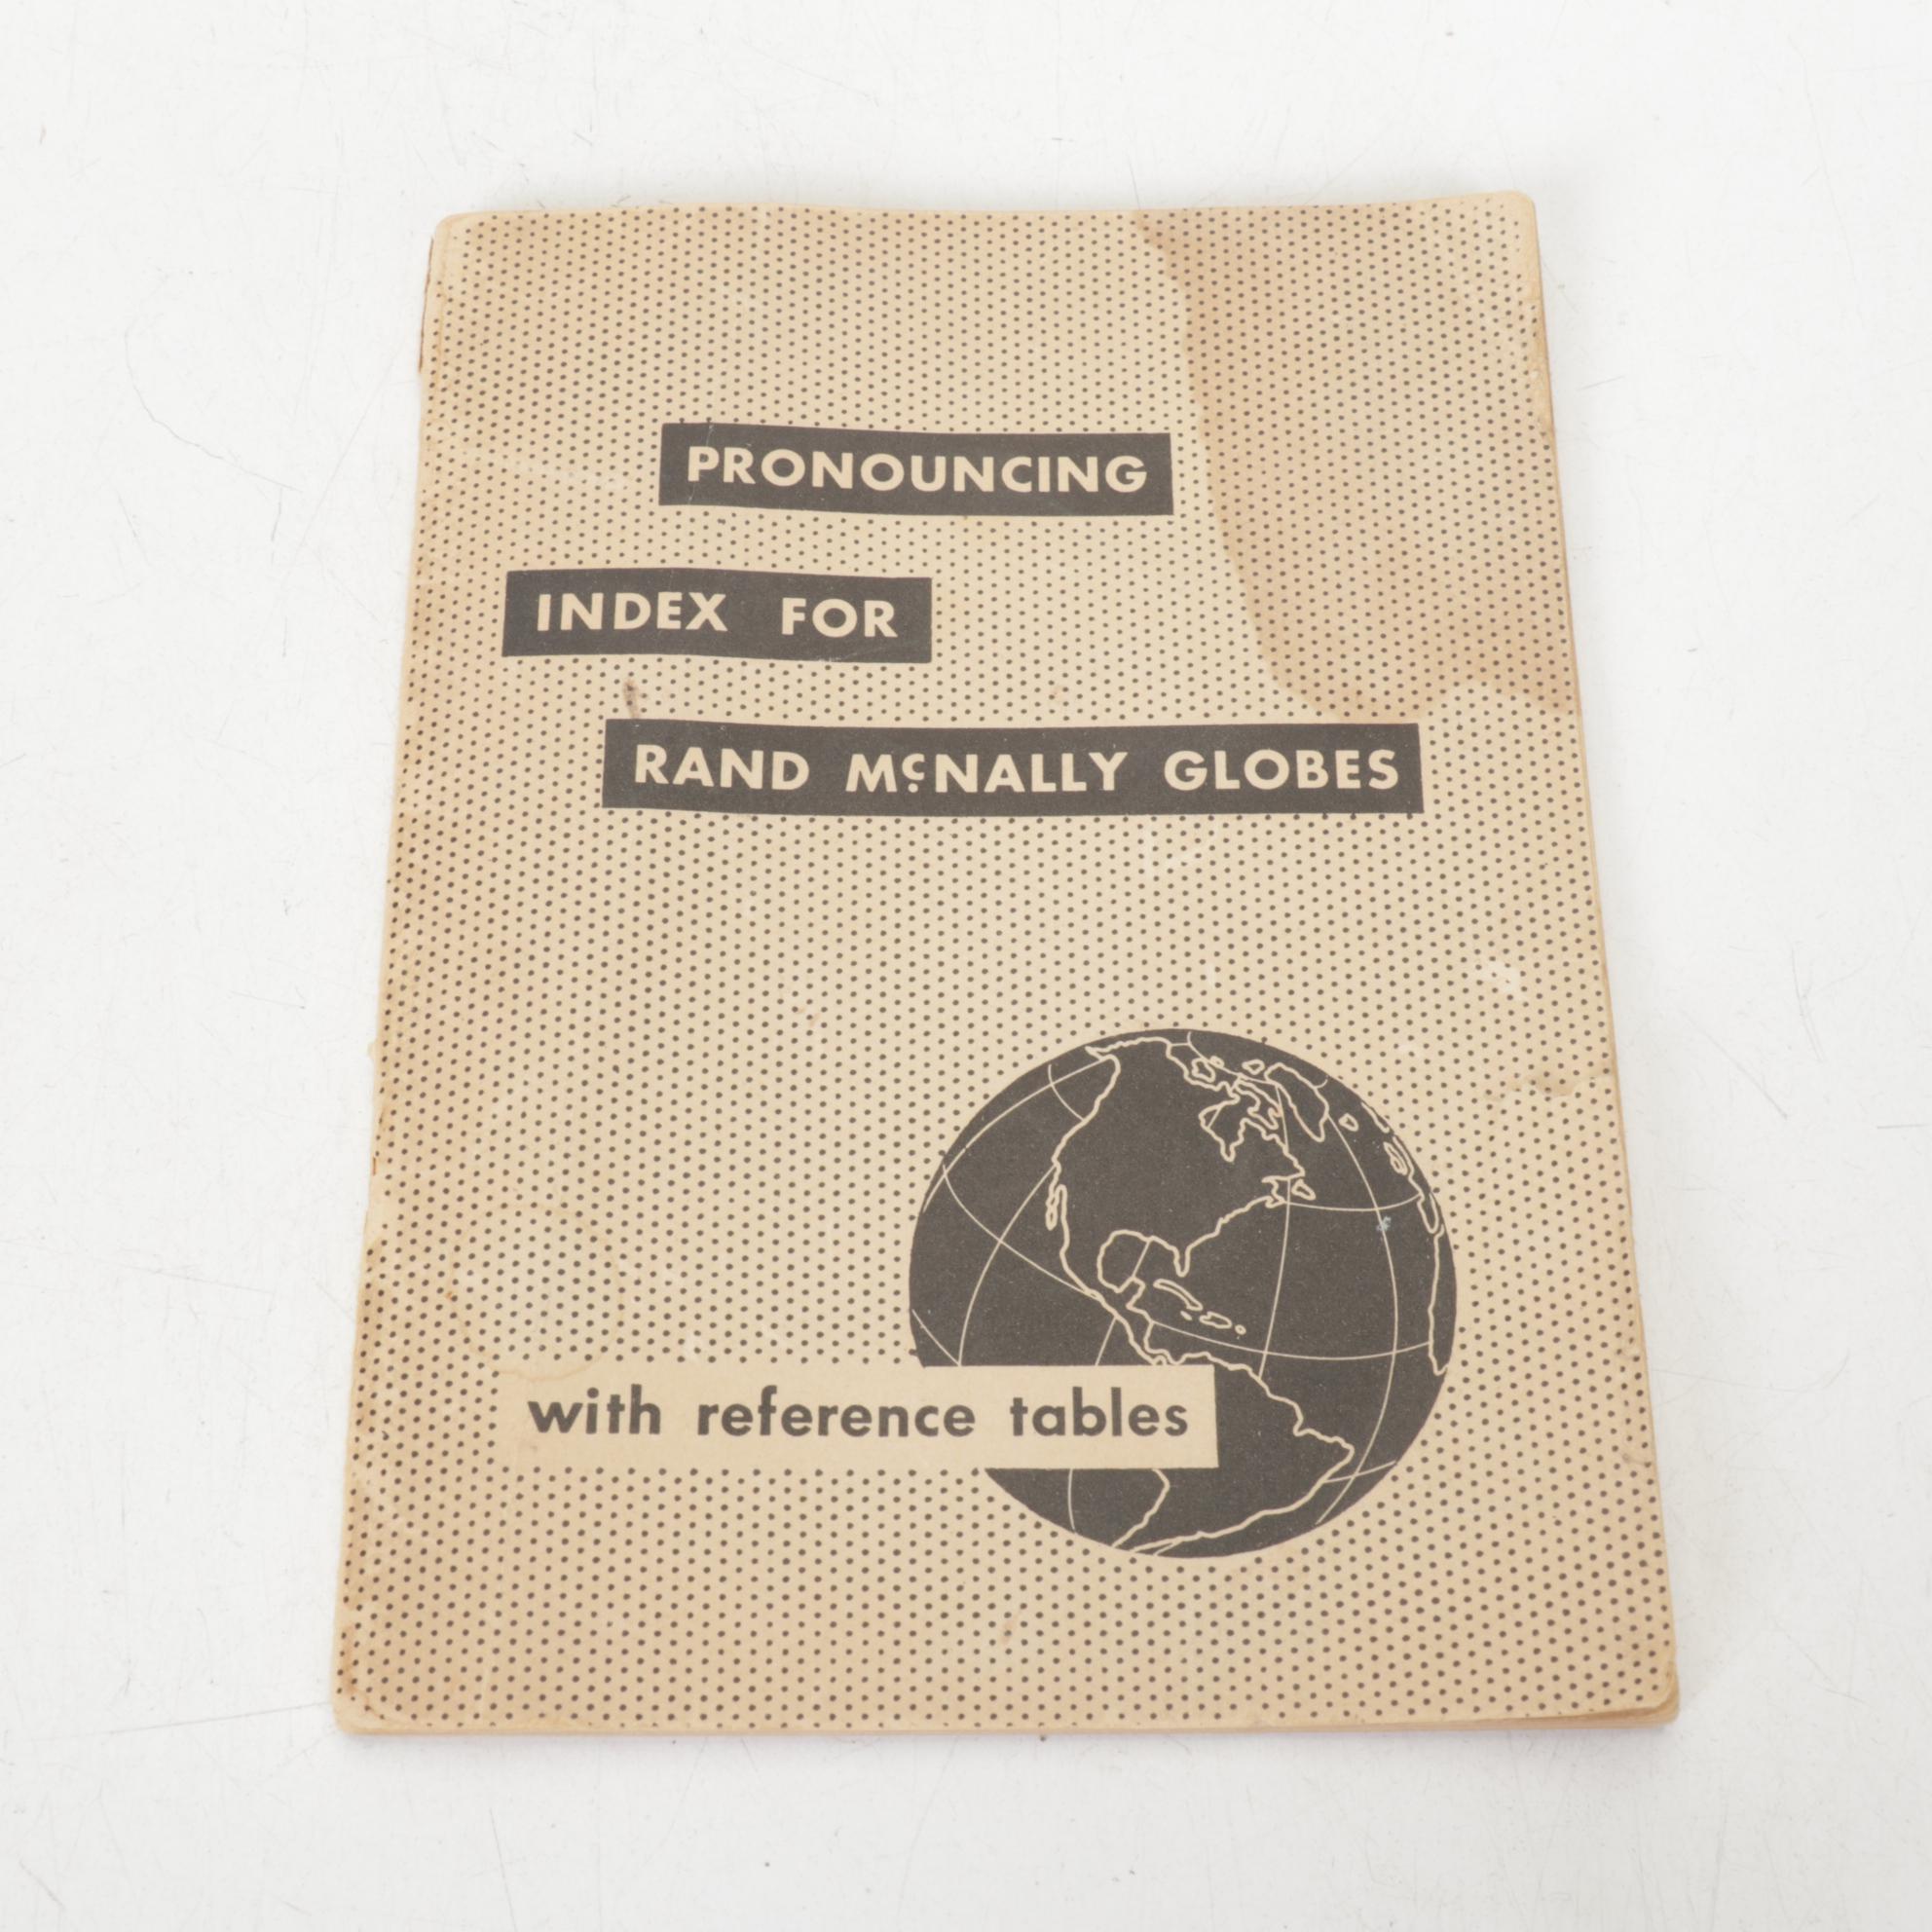 PRONOUNCING
INDEX FOR
RAND McNALLY GLOBES
with reference tables